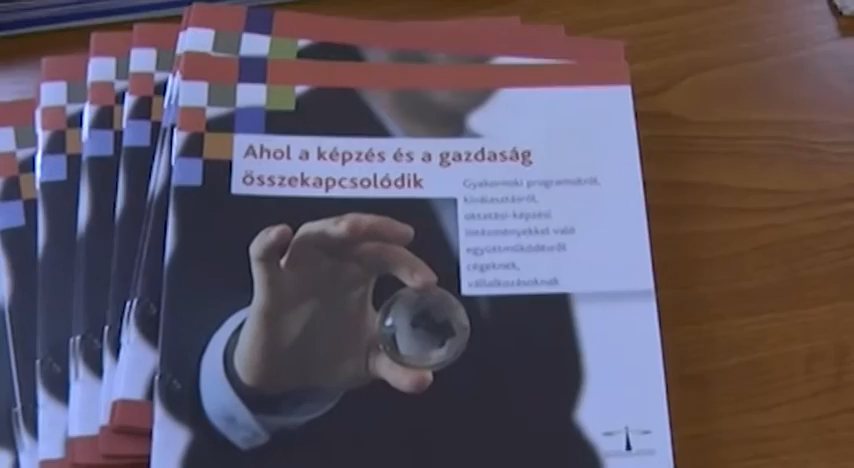 Ahol a képzés és a gazdaság
összekapcsolódik
Gyakornoki programokról,
kiválasztásról,
oktatási-képzési
intézményekkel való
együttműködésről
cégeknek,
vállalkozásoknak